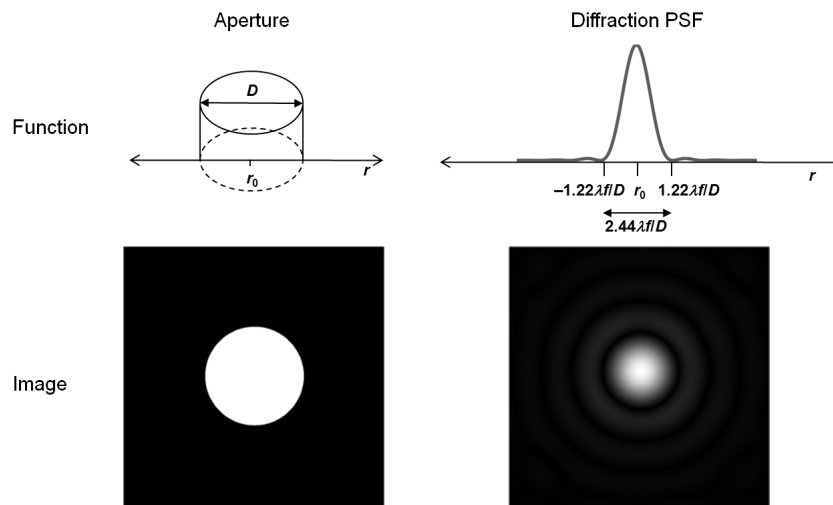 Aperture
Diffraction PSF
Function
D
r₀
r
–1.22λf/D
r₀
1.22λf/D
r
2.44λf/D
Image